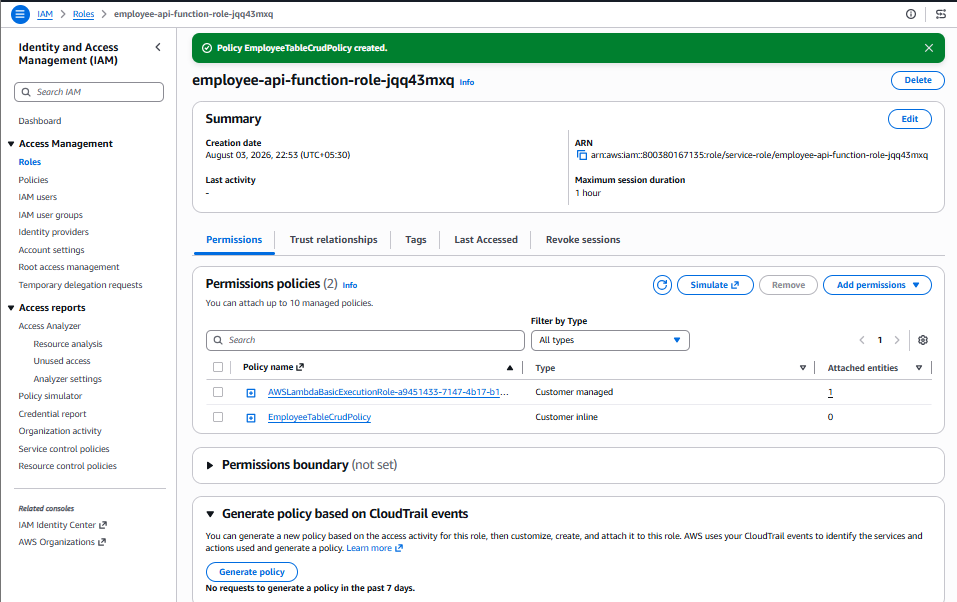 IAM > Roles > employee-api-function-role-jqq43mxq
Identity and Access Management (IAM)
Search IAM
Dashboard
Access Management
Roles
Policies
IAM users
IAM user groups
Identity providers
Account settings
Root access management
Temporary delegation requests
Access reports
Access Analyzer
Resource analysis
Unused access
Analyzer settings
Policy simulator
Credential report
Organization activity
Service control policies
Resource control policies
Related consoles
IAM Identity Center
AWS Organizations
Policy EmployeeTableCrudPolicy created.
employee-api-function-role-jqq43mxq Info
Delete
Summary
Edit
Creation date
August 03, 2026, 22:53 (UTC+05:30)
Last activity
-
ARN
arn:aws:iam::800380167135:role/service-role/employee-api-function-role-jqq43mxq
Maximum session duration
1 hour
Permissions
Trust relationships
Tags
Last Accessed
Revoke sessions
Permissions policies (2) Info
Simulate
Remove
Add permissions
You can attach up to 10 managed policies.
Filter by Type
Search
All types
1
Policy name Type Attached entities
AWSLambdaBasicExecutionRole-a9451433-7147-4b17-b1... Customer managed 1
EmployeeTableCrudPolicy Customer inline 0
Permissions boundary (not set)
Generate policy based on CloudTrail events
You can generate a new policy based on the access activity for this role, then customize, create, and attach it to this role. AWS uses your CloudTrail events to identify the services and
actions used and generate a policy. Learn more
Generate policy
No requests to generate a policy in the past 7 days.